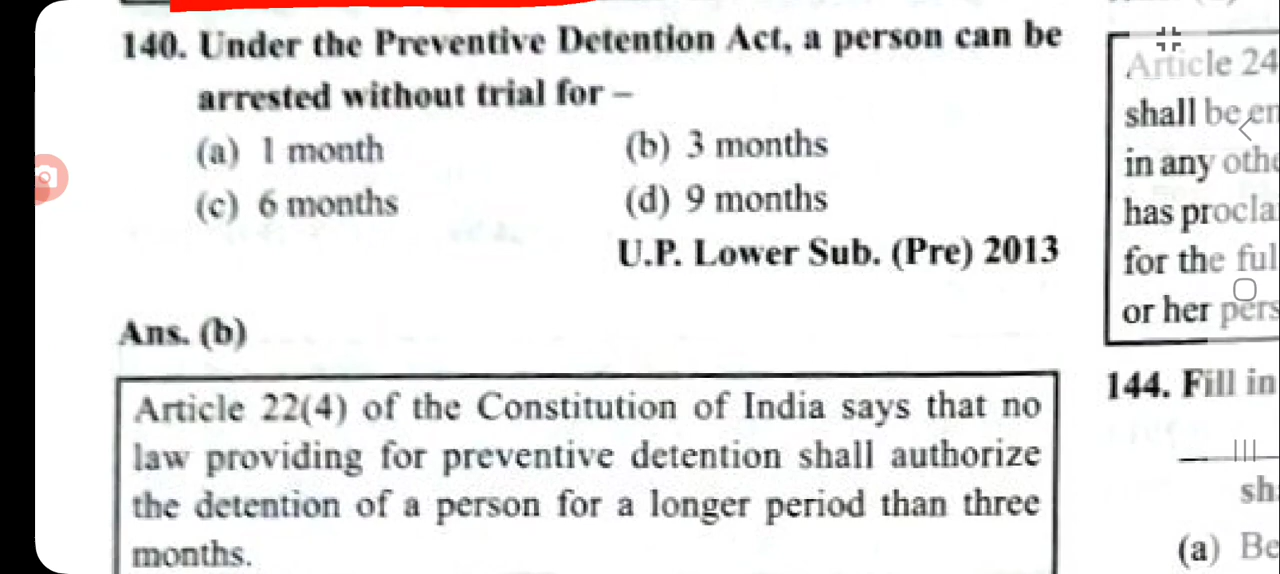 140. Under the Preventive Detention Act, a person can be
arrested without trial for –
(a) 1 month
(b) 3 months
(c) 6 months
(d) 9 months
U.P. Lower Sub. (Pre) 2013
Ans. (b)
Article 22(4) of the Constitution of India says that no
law providing for preventive detention shall authorize
the detention of a person for a longer period than three
months.
Article 24
shall be en
in any othe
has procla
for the ful
or her pers
144. Fill in
sh
(a) Be